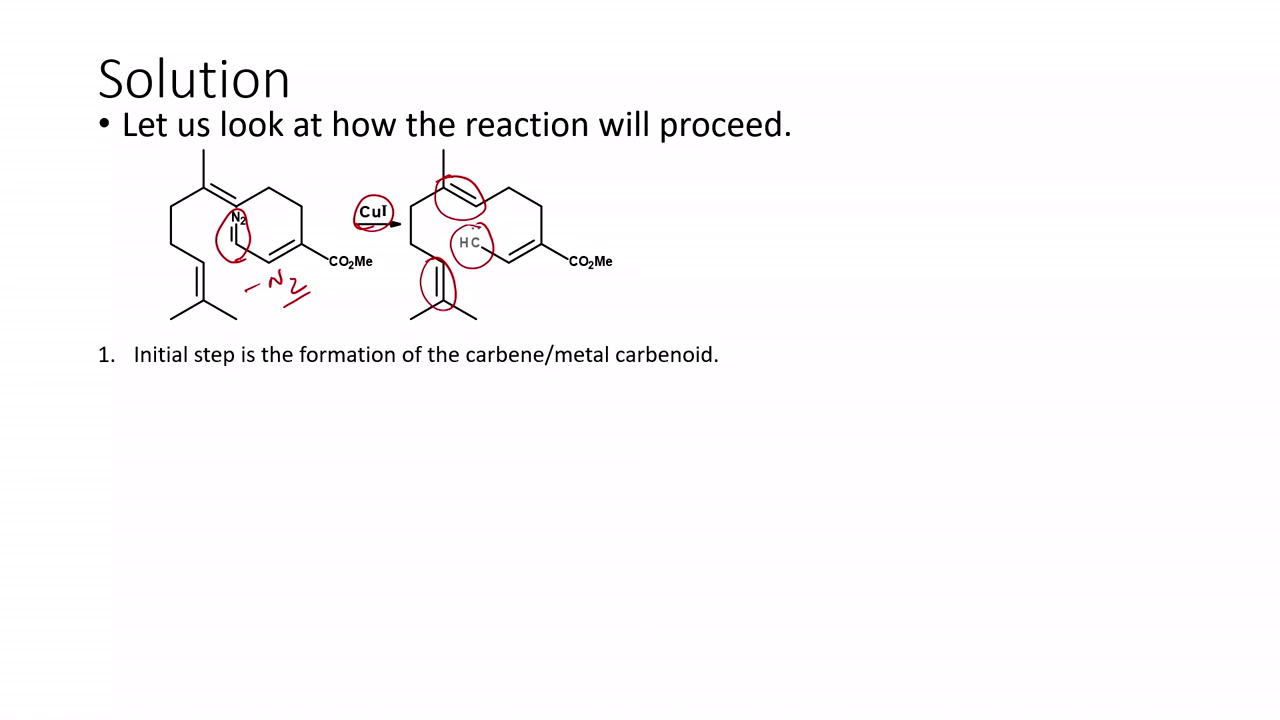 Solution
• Let us look at how the reaction will proceed.
N₂
CuI
HC
CO₂Me
CO₂Me
-N₂
1. Initial step is the formation of the carbene/metal carbenoid.